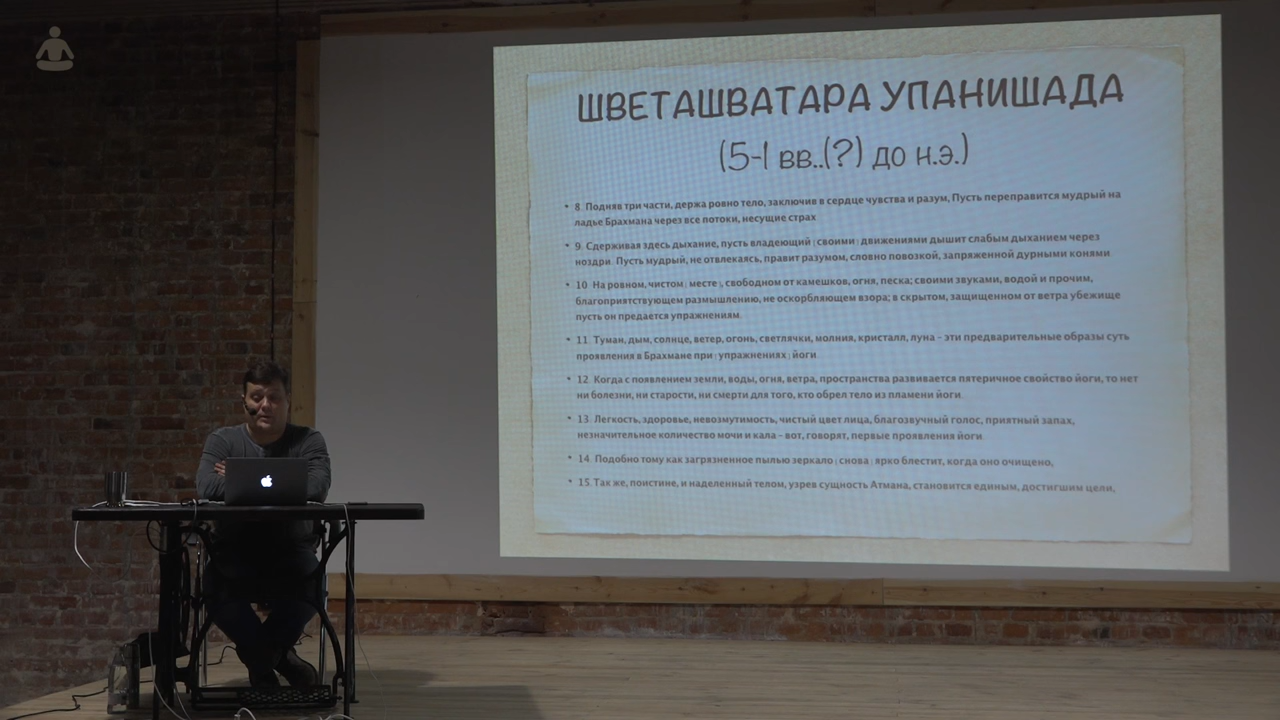 ШВЕТАШВАТАРА УПАНИШАДА
(5-1 вв..(?) до н.э.)
• 8. Подняв три части, держа ровно тело, заключив в сердце чувства и разум, Пусть переправится мудрый на
ладье Брахмана через все потоки, несущие страх
• 9. Сдерживая здесь дыхание, пусть владеющий (своими) движениями дышит слабым дыханием через
ноздри. Пусть мудрый, не отвлекаясь, правит разумом, словно повозкой, запряженной дурными конями
• 10. На ровном, чистом (месте), свободном от камешков, огня, песка; своими звуками, водой и прочим,
благоприятствующем размышлению, не оскорбляющем взора; в скрытом, защищенном от ветра убежище
пусть он предается упражнениям.
• 11. Туман, дым, солнце, ветер, огонь, светлячки, молния, кристалл, луна – эти предварительные образы суть
проявления в Брахмане при (упражнениях) йоги
• 12. Когда с появлением земли, воды, огня, ветра, пространства развивается пятеричное свойство йоги, то нет
ни болезни, ни старости, ни смерти для того, кто обрел тело из пламени йоги.
• 13. Легкость, здоровье, невозмутимость, чистый цвет лица, благозвучный голос, приятный запах,
незначительное количество мочи и кала – вот, говорят, первые проявления йоги.
• 14. Подобно тому как загрязненное пылью зеркало (снова) ярко блестит, когда оно очищено,
• 15. Так же, поистине, и наделенный телом, узрев сущность Атмана, становится единым, достигшим цели,